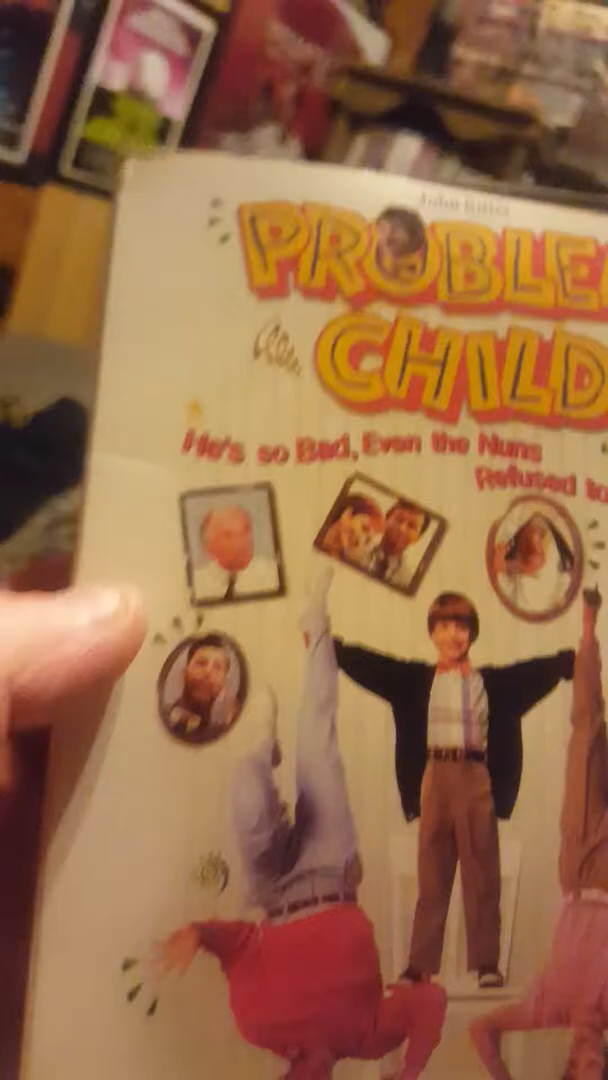 John Ritter
PROBLE
CHILD
He's so Bad, Even the Nuns
Refused to